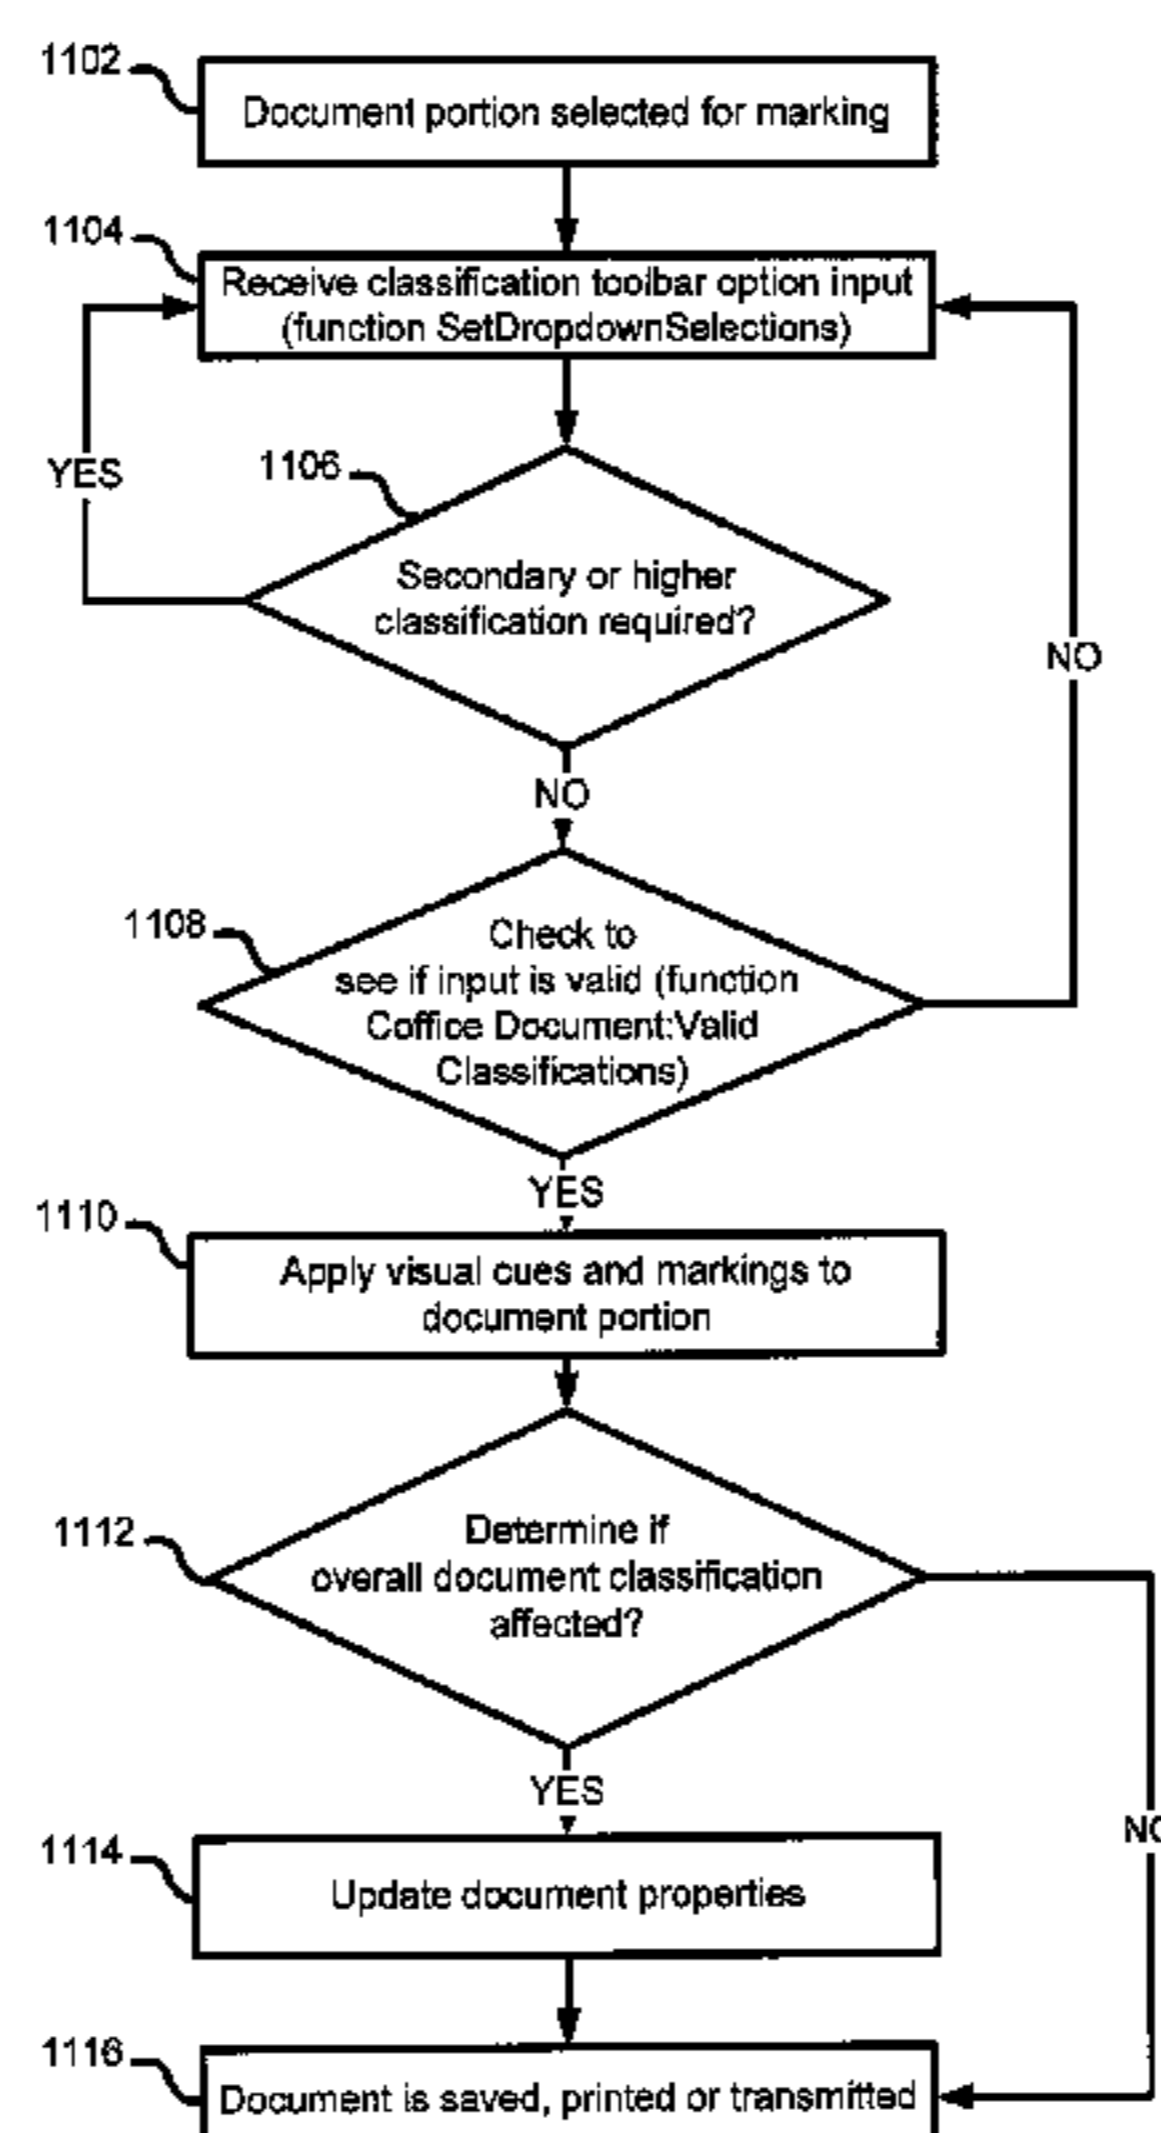 1102
Document portion selected for marking
1104
Receive classification toolbar option input
(function SetDropdownSelections)
YES
1106
Secondary or higher
classification required?
NO
NO
1108
Check to
see if input is valid (function
Coffice Document:Valid
Classifications)
YES
1110
Apply visual cues and markings to
document portion
1112
Determine if
overall document classification
affected?
YES
NO
1114
Update document properties
1116
Document is saved, printed or transmitted